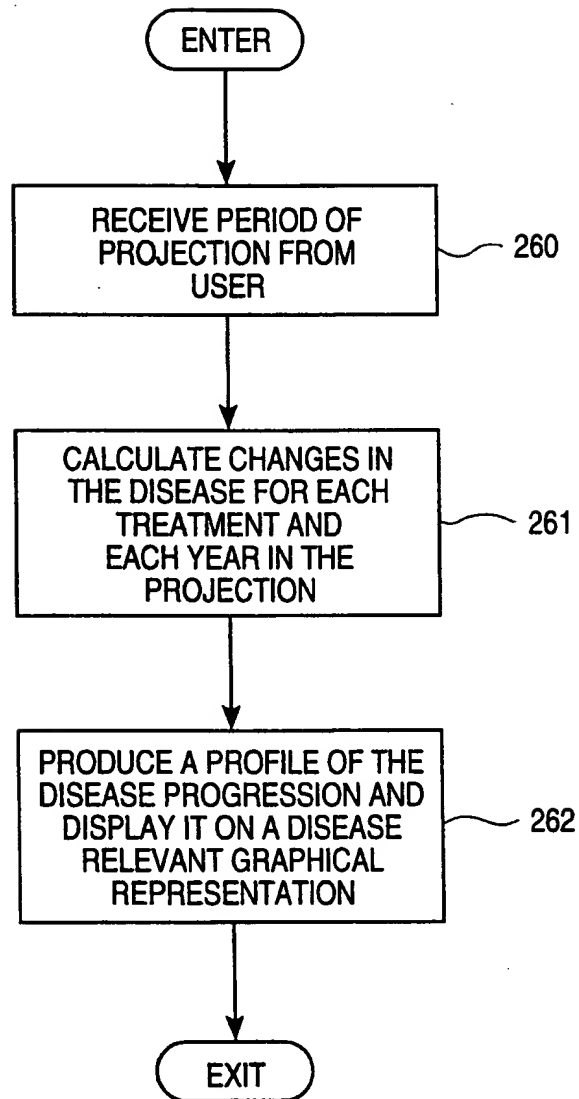 ENTER
RECEIVE PERIOD OF
PROJECTION FROM
USER
260
CALCULATE CHANGES IN
THE DISEASE FOR EACH
TREATMENT AND
EACH YEAR IN THE
PROJECTION
261
PRODUCE A PROFILE OF THE
DISEASE PROGRESSION AND
DISPLAY IT ON A DISEASE
RELEVANT GRAPHICAL
REPRESENTATION
262
EXIT